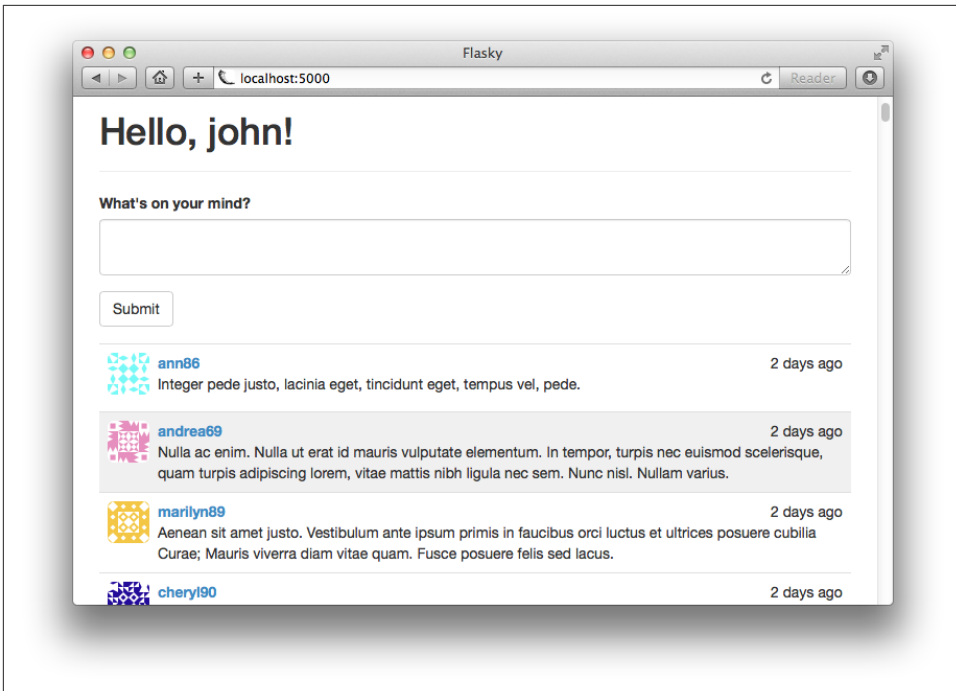 Flasky
localhost:5000
Reader
Hello, john!
What's on your mind?
Submit
ann86 2 days ago
Integer pede justo, lacinia eget, tincidunt eget, tempus vel, pede.
andrea69 2 days ago
Nulla ac enim. Nulla ut erat id mauris vulputate elementum. In tempor, turpis nec euismod scelerisque,
quam turpis adipiscing lorem, vitae mattis nibh ligula nec sem. Nunc nisl. Nullam varius.
marilyn89 2 days ago
Aenean sit amet justo. Vestibulum ante ipsum primis in faucibus orci luctus et ultrices posuere cubilia
Curae; Mauris viverra diam vitae quam. Fusce posuere felis sed lacus.
cheryl90 2 days ago